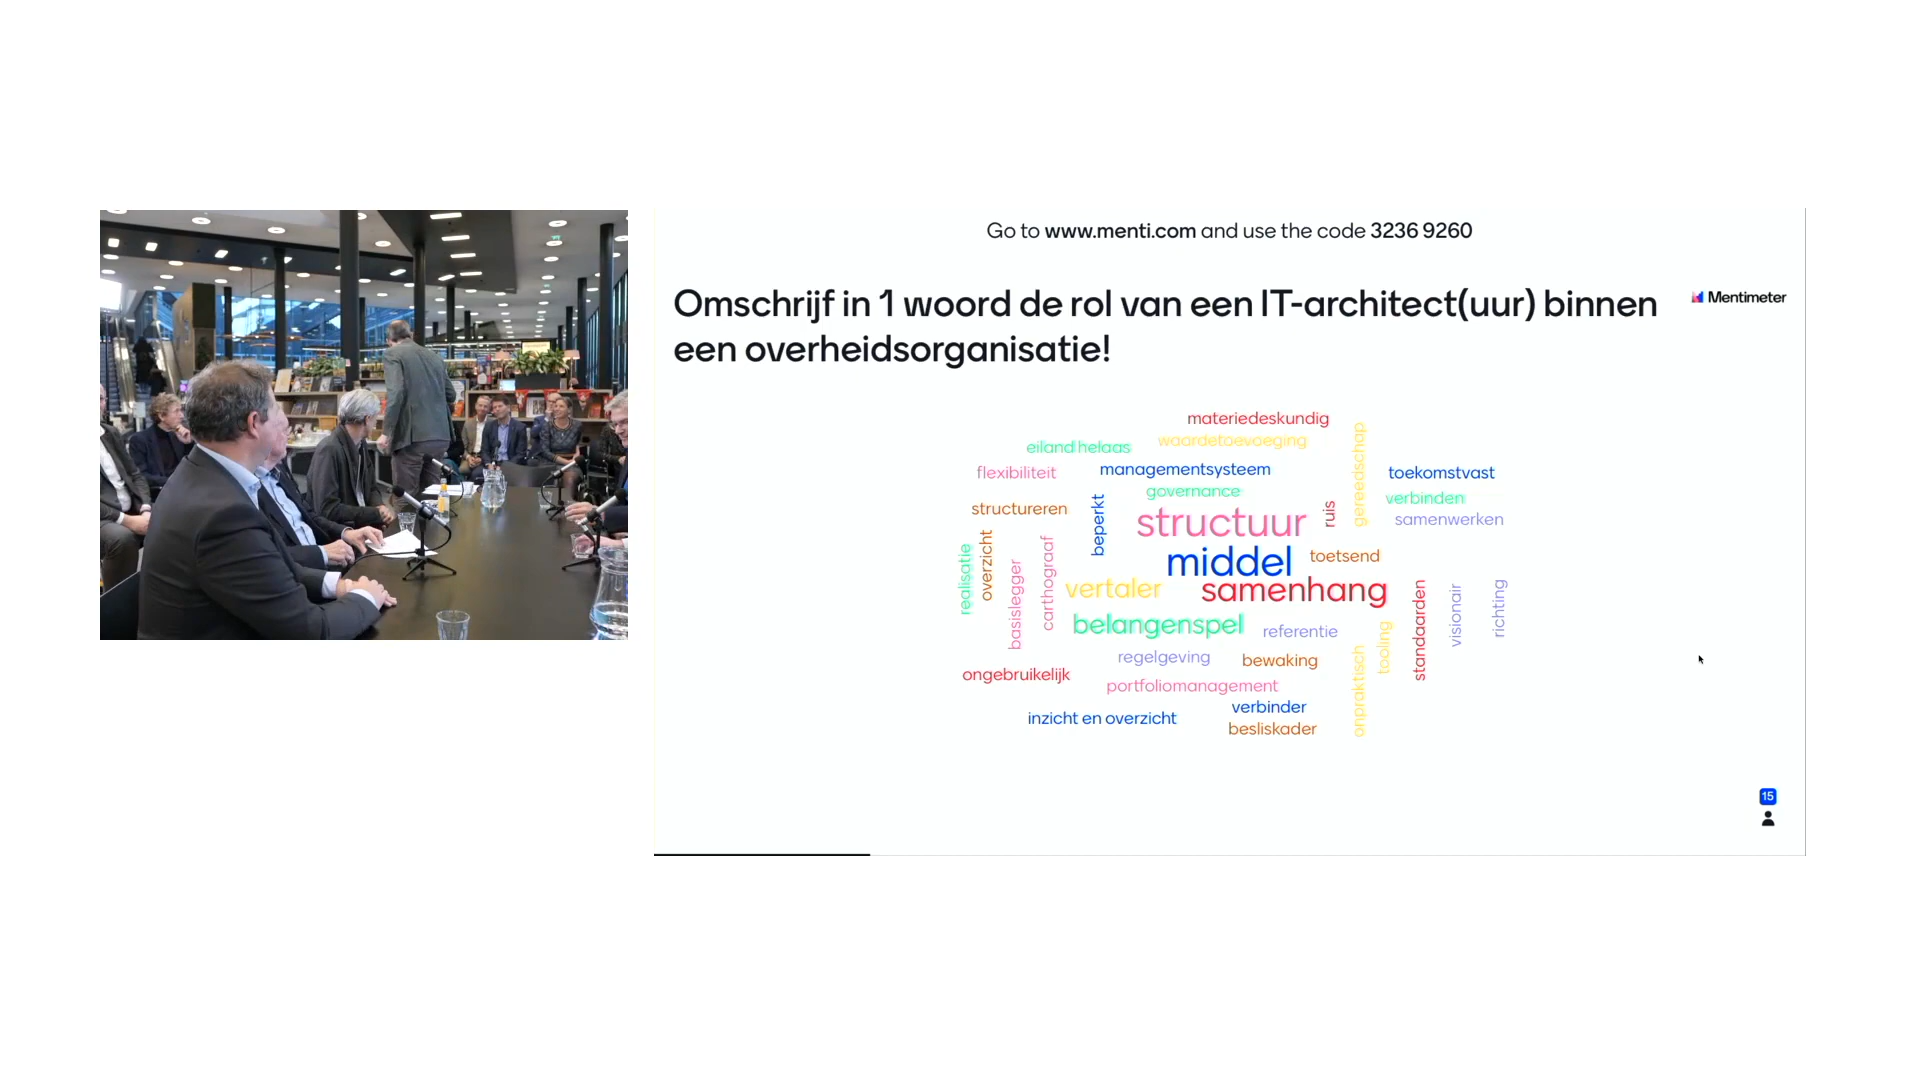 Go to www.menti.com and use the code 3236 9260
Omschrijf in 1 woord de rol van een IT-architect(uur) binnen
een overheidsorganisatie!
Mentimeter
materiedeskundig
waardetoevoeging
eiland helaas
gereedschap
managementsysteem
flexibiliteit
toekomstvast
governance
verbinden
structureren
beperkt
structuur
ruis
samenwerken
realisatie
overzicht
basislegger
carthograaf
middel
toetsend
vertaler
samenhang
standaarden
visionair
richting
belangenspel
referentie
tooling
regelgeving
bewaking
onpraktisch
ongebruikelijk
portfoliomanagement
verbinder
inzicht en overzicht
besliskader
15